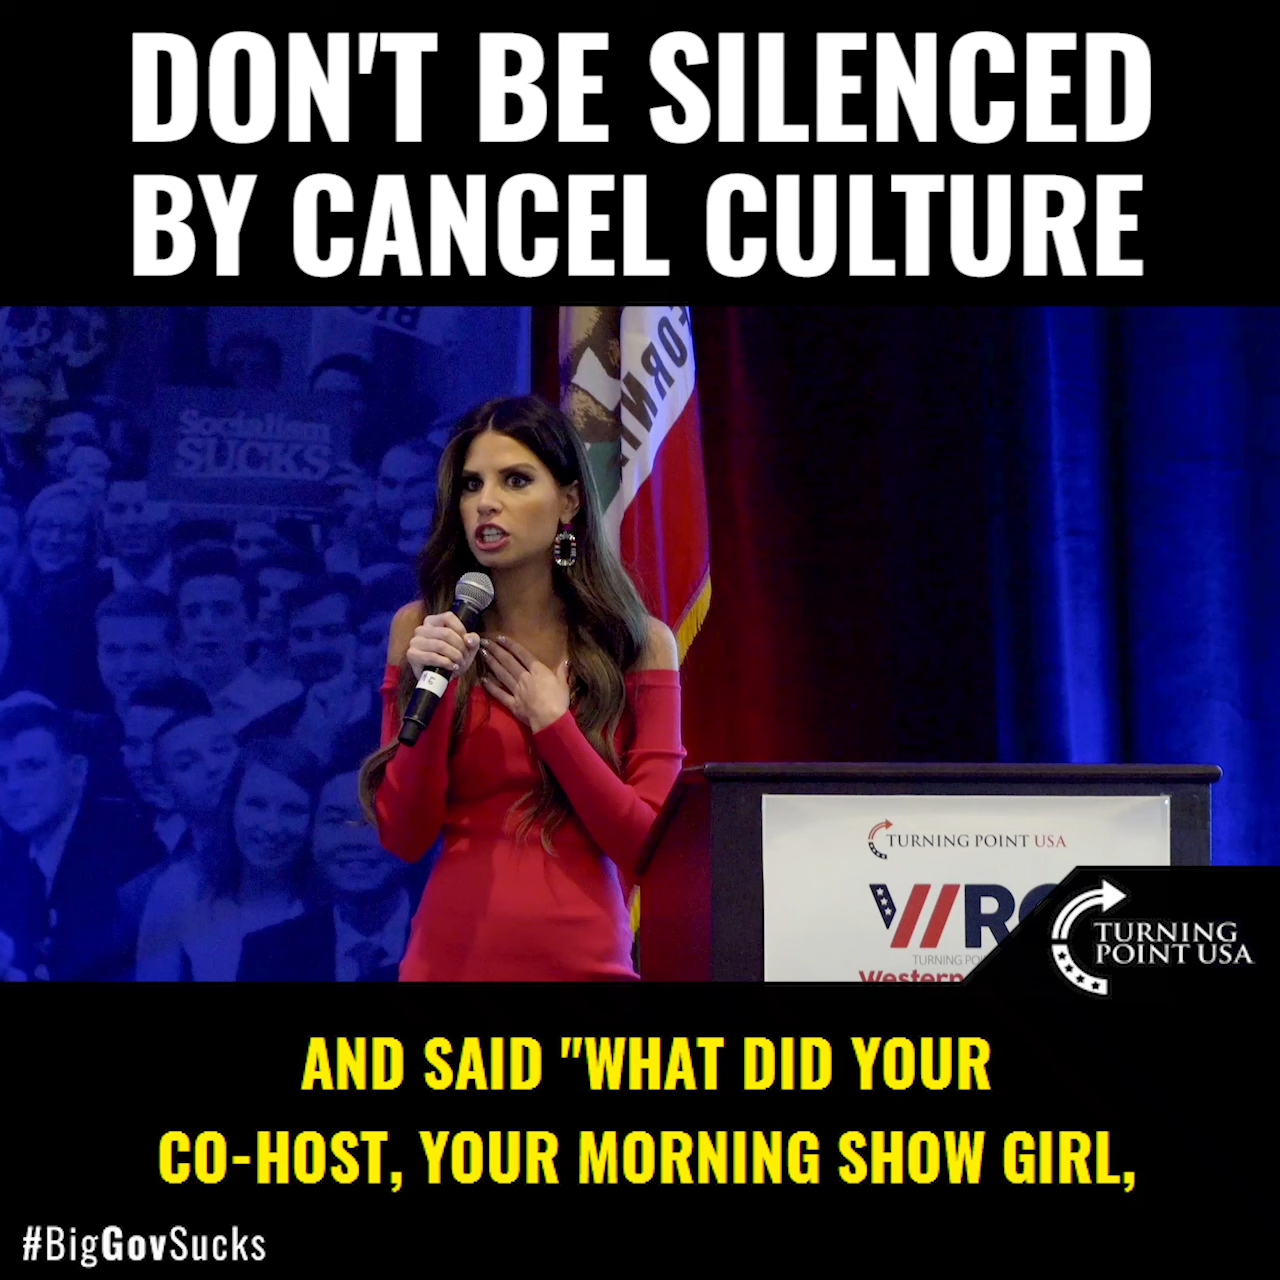 DON'T BE SILENCED
BY CANCEL CULTURE
Socialism
SUCKS
TURNING POINT USA
TURNING
POINT USA
Western
AND SAID "WHAT DID YOUR
CO-HOST, YOUR MORNING SHOW GIRL,
#BigGovSucks